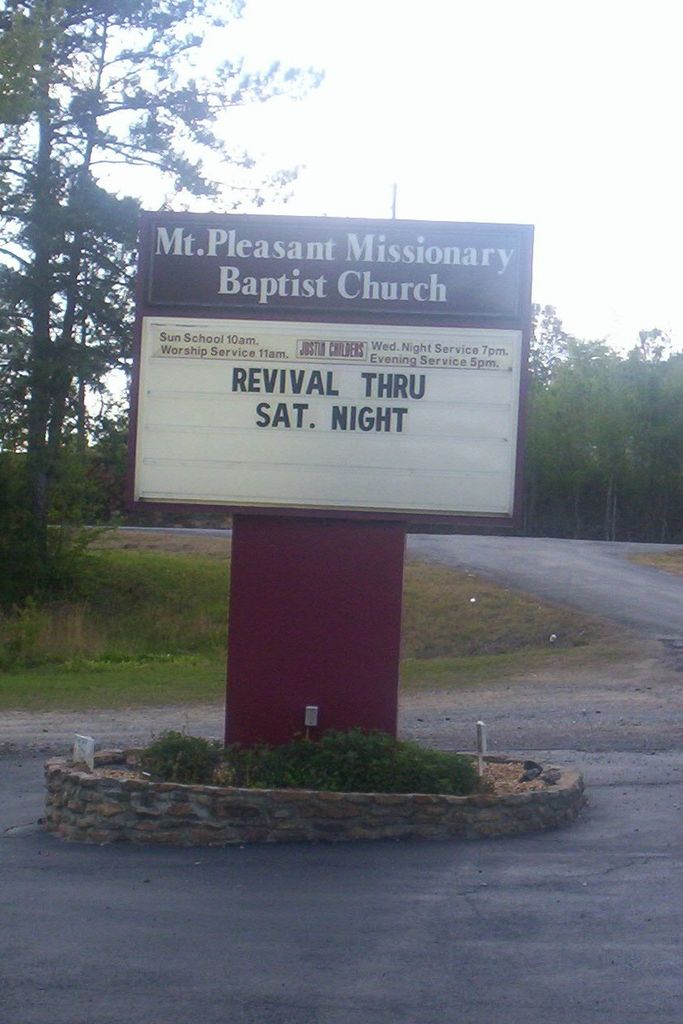 Mt.Pleasant Missionary
Baptist Church
Sun School 10am.
Worship Service 11am.
JUSTIN CHILDERS
Wed. Night Service 7pm.
Evening Service 5pm.
REVIVAL THRU
SAT. NIGHT